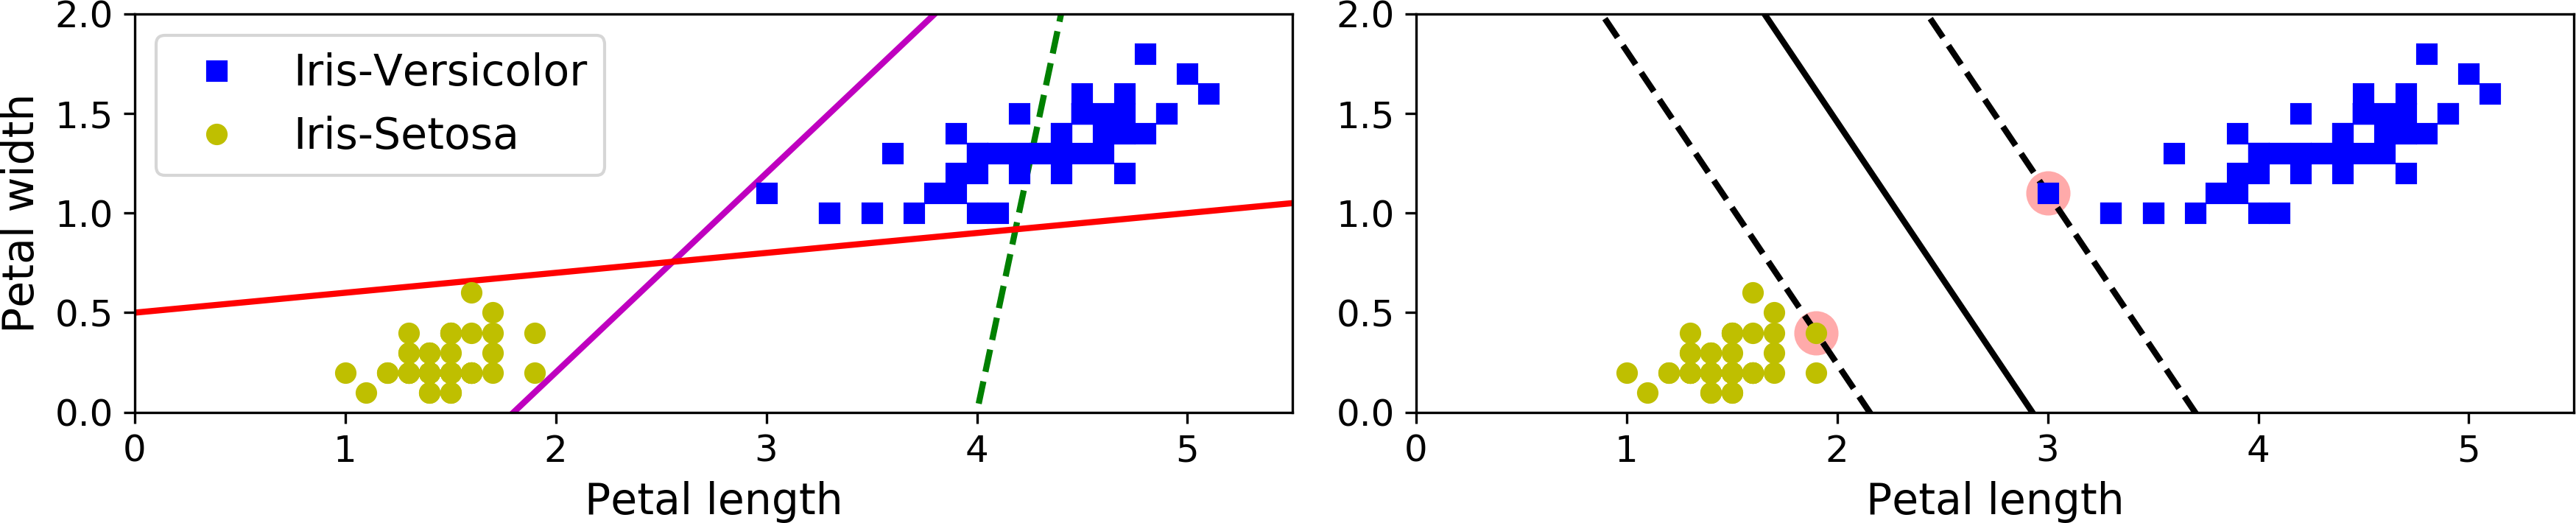 2.0
1.5
1.0
0.5
0.0
Petal width
Iris-Versicolor
Iris-Setosa
0 1 2 3 4 5
Petal length
2.0
1.5
1.0
0.5
0.0
0 1 2 3 4 5
Petal length